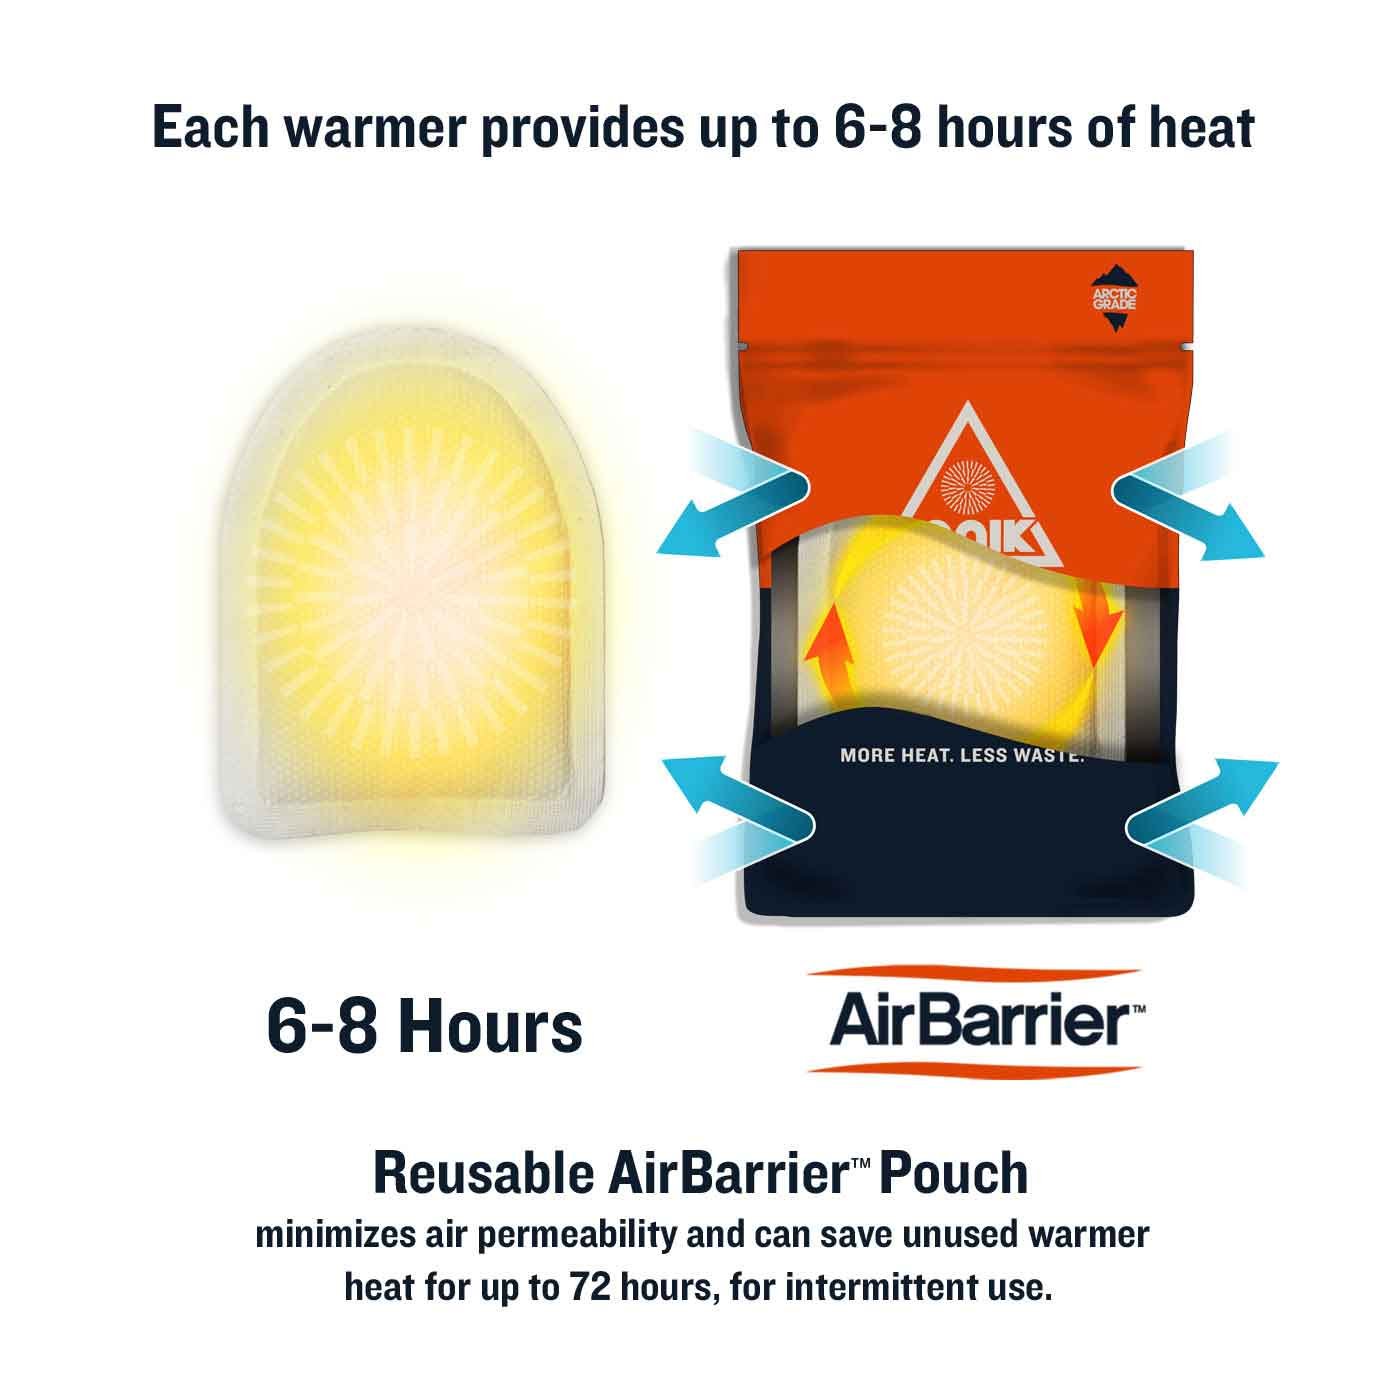 Each warmer provides up to 6-8 hours of heat
ARCTIC
GRADE
MORE HEAT. LESS WASTE.
6-8 Hours
AirBarrier™
Reusable AirBarrier™ Pouch
minimizes air permeability and can save unused warmer
heat for up to 72 hours, for intermittent use.